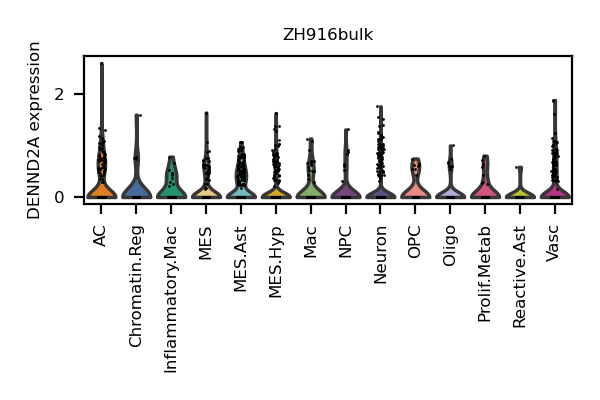 ZH916bulk
DENND2A expression
2
0
AC
Chromatin.Reg
Inflammatory.Mac
MES
MES.Ast
MES.Hyp
Mac
NPC
Neuron
OPC
Oligo
Prolif.Metab
Reactive.Ast
Vasc